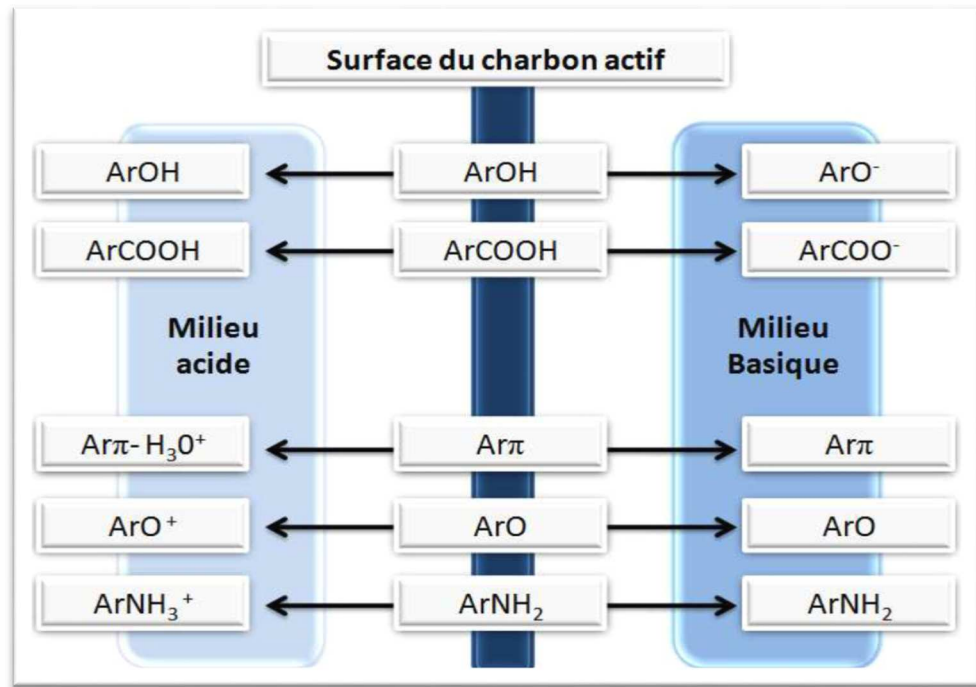 Surface du charbon actif
ArOH ArOH ArO⁻
ArCOOH ArCOOH ArCOO⁻
Milieu acide
Milieu Basique
Arπ- H₃0⁺ Arπ Arπ
ArO⁺ ArO ArO
ArNH₃⁺ ArNH₂ ArNH₂